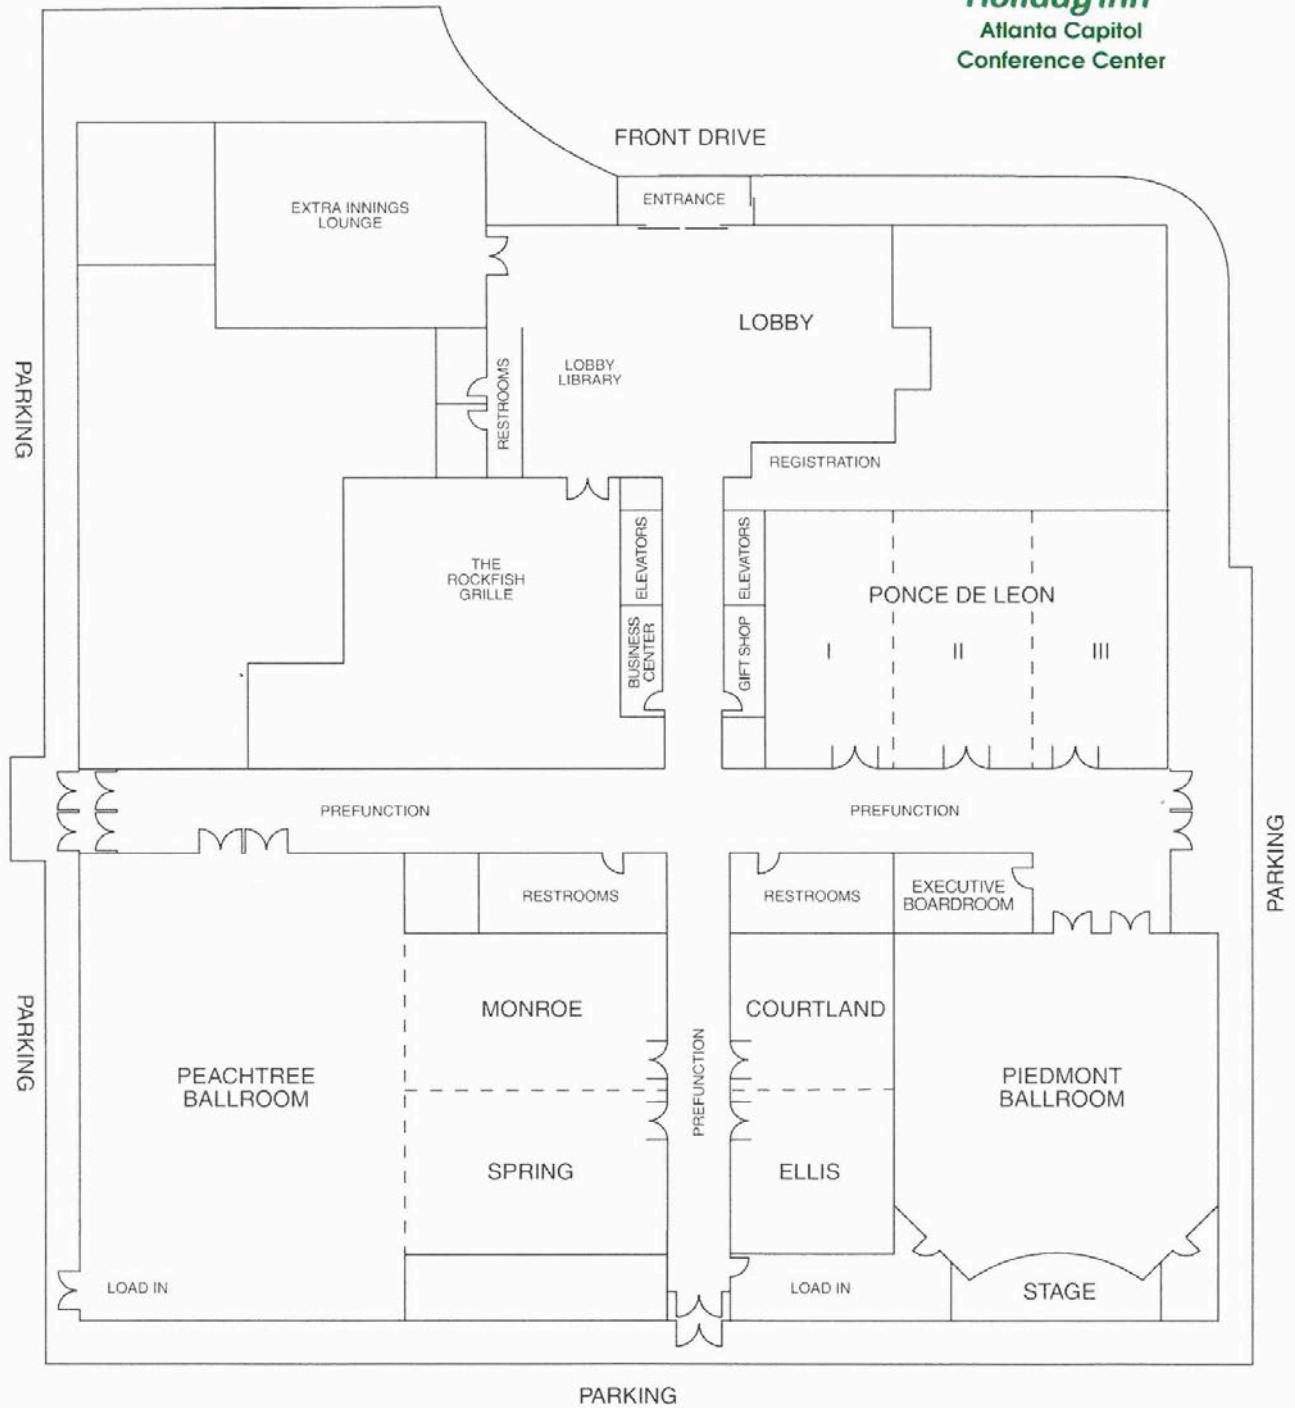 Holiday Inn
Atlanta Capitol
Conference Center
FRONT DRIVE
ENTRANCE
EXTRA INNINGS
LOUNGE
LOBBY
LOBBY
LIBRARY
RESTROOMS
PARKING
REGISTRATION
THE
ROCKFISH
GRILLE
ELEVATORS
ELEVATORS
BUSINESS
CENTER
GIFT SHOP
PONCE DE LEON
I
II
III
PREFUNCTION
PREFUNCTION
PARKING
RESTROOMS
RESTROOMS
EXECUTIVE
BOARDROOM
MONROE
COURTLAND
PARKING
PREFUNCTION
PEACHTREE
BALLROOM
PIEDMONT
BALLROOM
SPRING
ELLIS
LOAD IN
LOAD IN
STAGE
PARKING